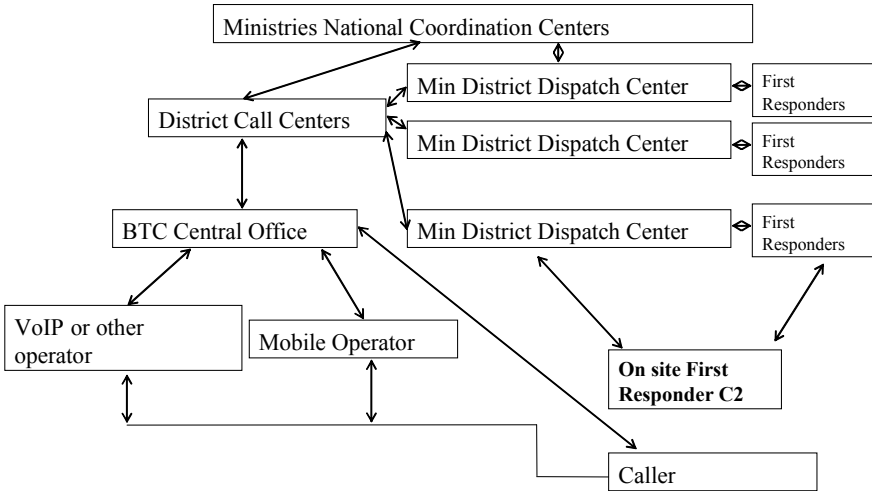 Ministries National Coordination Centers
Min District Dispatch Center
First
Responders
District Call Centers
Min District Dispatch Center
First
Responders
BTC Central Office
Min District Dispatch Center
First
Responders
VoIP or other
operator
Mobile Operator
On site First
Responder C2
Caller